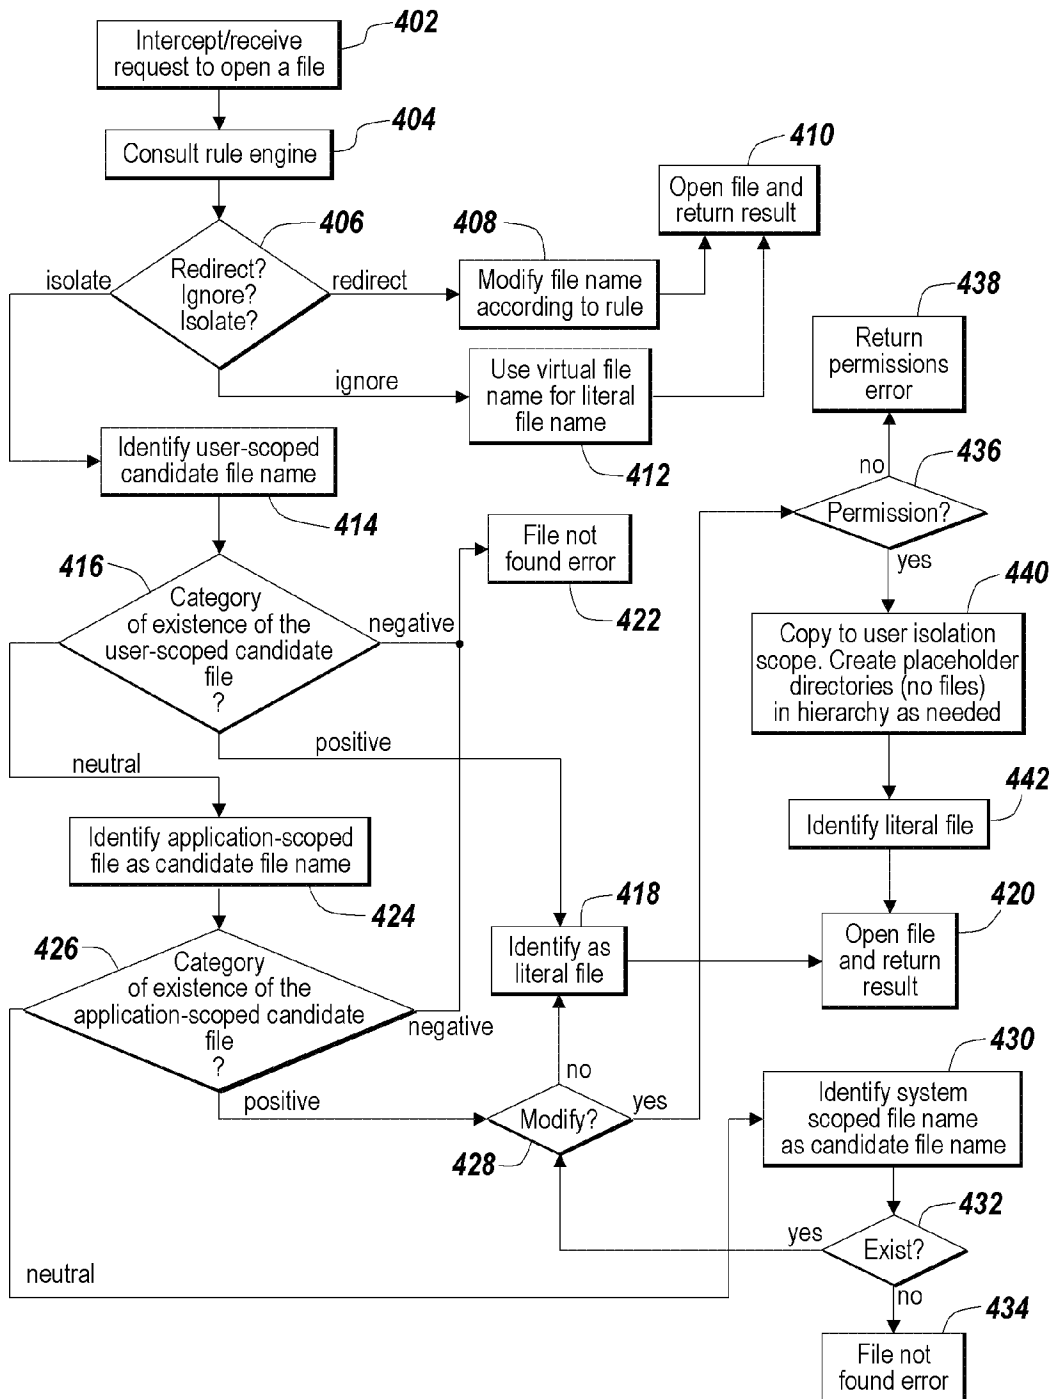 402
Intercept/receive
request to open a file
404
Consult rule engine
410
Open file and
return result
406
Redirect?
Ignore?
Isolate?
isolate
redirect
ignore
408
Modify file name
according to rule
Use virtual file
name for literal
file name
412
438
Return
permissions
error
no
436
Permission?
yes
Identify user-scoped
candidate file name
414
File not
found error
422
416
Category
of existence of the
user-scoped candidate
file
?
negative
positive
neutral
440
Copy to user isolation
scope. Create placeholder
directories (no files)
in hierarchy as needed
442
Identify literal file
Identify application-scoped
file as candidate file name
424
418
Identify as
literal file
420
Open file
and return
result
426
Category
of existence of the
application-scoped candidate
file
?
negative
positive
neutral
no
Modify?
yes
428
430
Identify system
scoped file name
as candidate file name
432
yes
Exist?
no
434
File not
found error